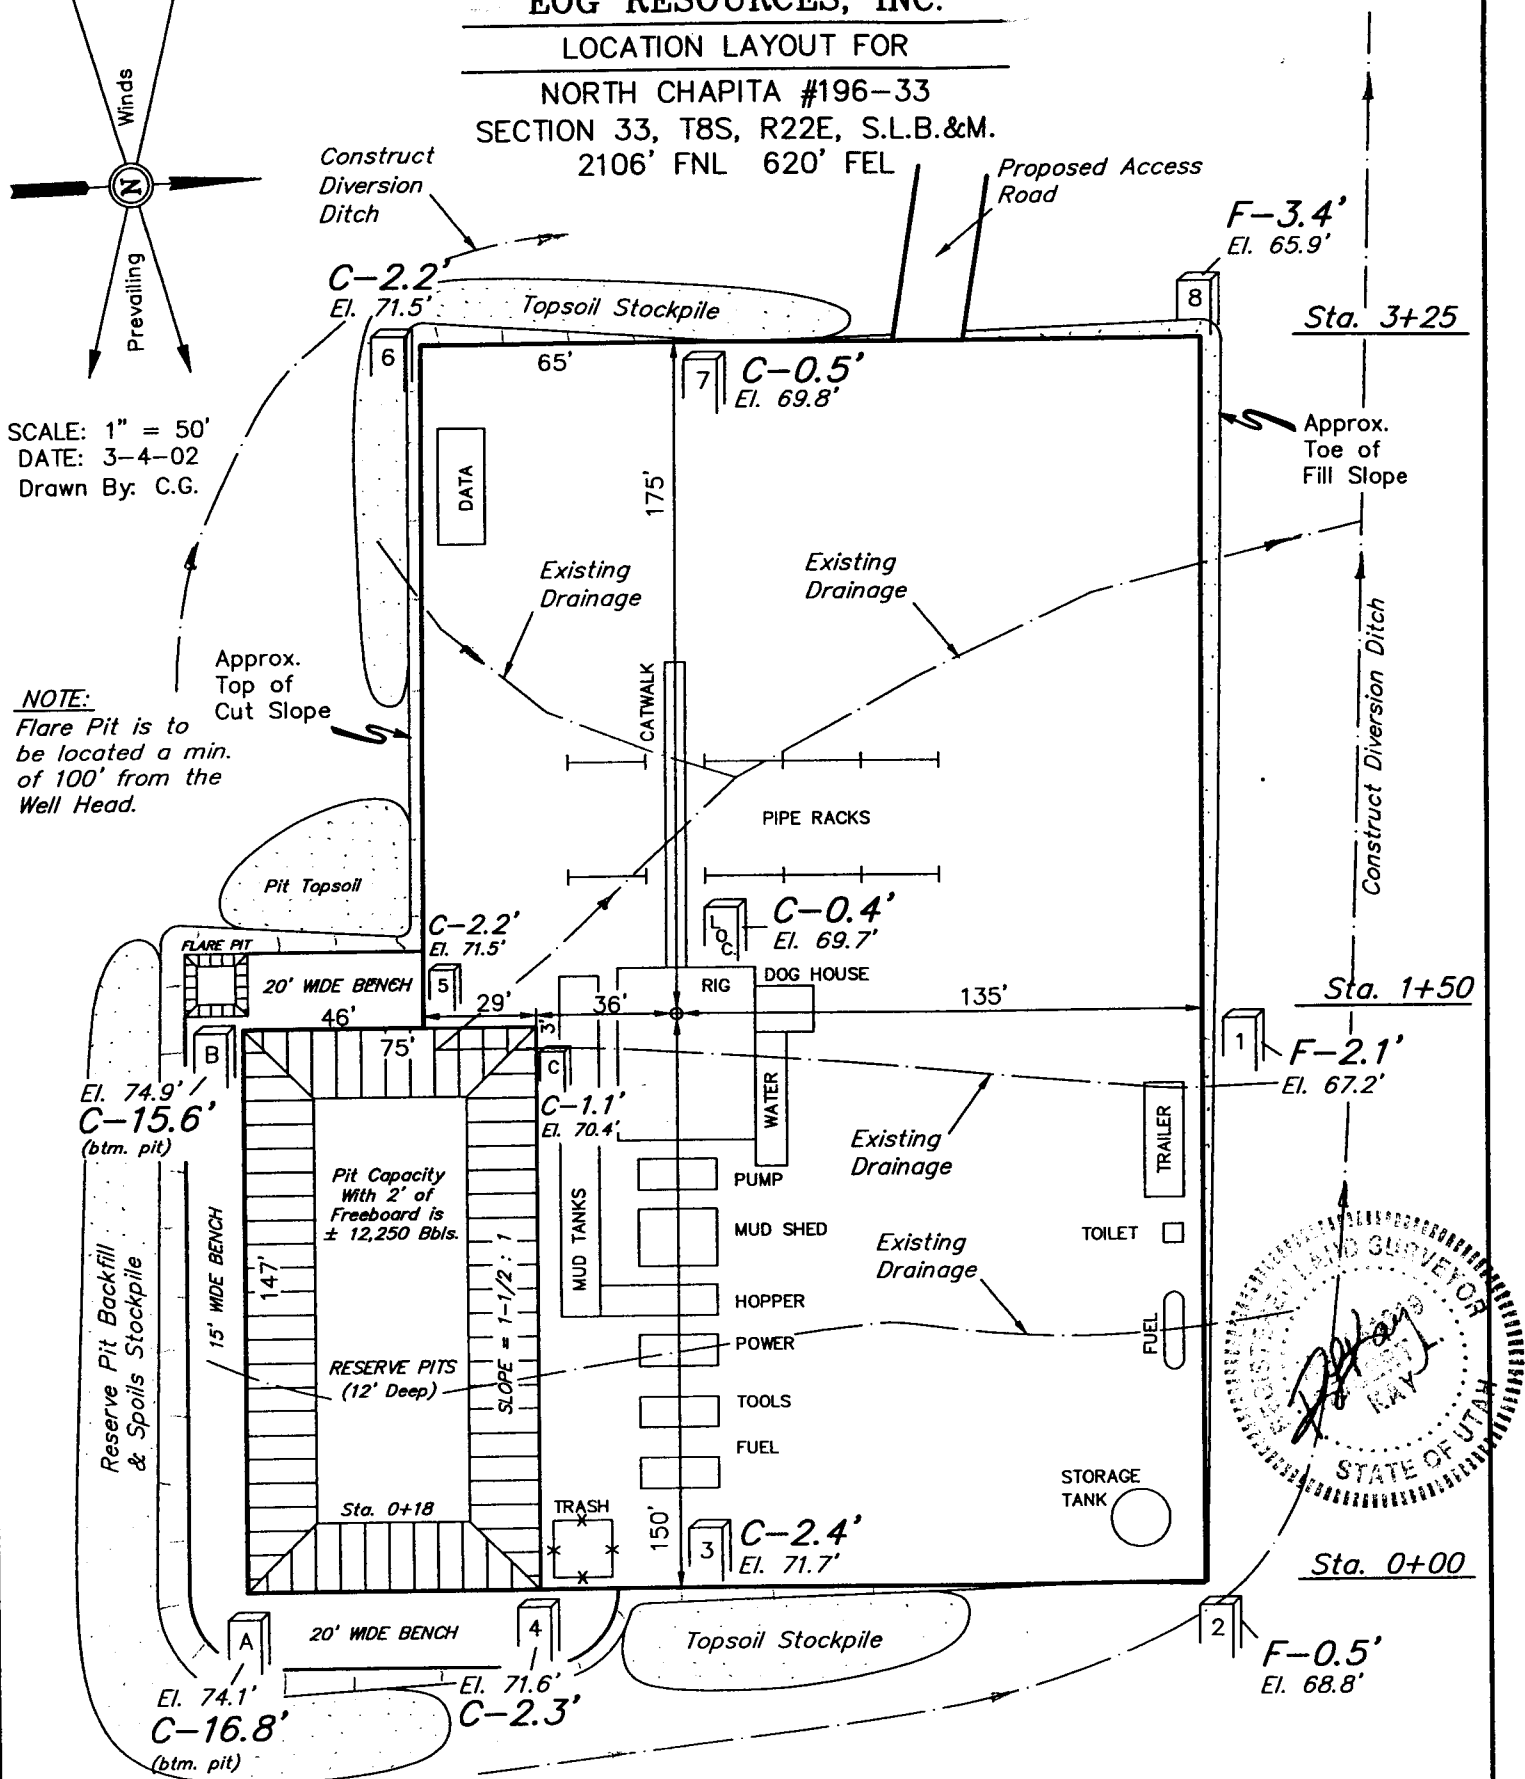 EOG RESOURCES, INC.
LOCATION LAYOUT FOR
NORTH CHAPITA #196-33
SECTION 33, T8S, R22E, S.L.B.&M.
2106' FNL 620' FEL
Winds
N
Prevailing
SCALE: 1" = 50'
DATE: 3-4-02
Drawn By: C.G.
Construct
Diversion
Ditch
Proposed Access
Road
F-3.4'
El. 65.9'
8
Sta. 3+25
C-2.2'
El. 71.5'
6
Topsoil Stockpile
65'
7
C-0.5'
El. 69.8'
DATA
175'
Approx.
Toe of
Fill Slope
Existing
Drainage
Existing
Drainage
Construct Diversion Ditch
Approx.
Top of
Cut Slope
NOTE:
Flare Pit is to
be located a min.
of 100' from the
Well Head.
CATWALK
PIPE RACKS
Pit Topsoil
C-2.2'
El. 71.5'
5
LOC.
C-0.4'
El. 69.7'
FLARE PIT
20' WIDE BENCH
46'
29'
36'
RIG
DOG HOUSE
135'
Sta. 1+50
3'
75'
B
El. 74.9'
C-15.6'
(btm. pit)
C
C-1.1'
El. 70.4'
WATER
1
F-2.1'
El. 67.2'
TRAILER
Existing
Drainage
Pit Capacity
With 2' of
Freeboard is
± 12,250 Bbls.
MUD TANKS
PUMP
MUD SHED
HOPPER
POWER
TOOLS
FUEL
TOILET
FUEL
Existing
Drainage
Reserve Pit Backfill
& Spoils Stockpile
15' WIDE BENCH
147'
SLOPE = 1-1/2 : 1
RESERVE PITS
(12' Deep)
Sta. 0+18
TRASH
150'
3
C-2.4'
El. 71.7'
STORAGE
TANK
REGISTERED LAND SURVEYOR
KAY
STATE OF UTAH
Sta. 0+00
2
F-0.5'
El. 68.8'
Topsoil Stockpile
A
20' WIDE BENCH
4
El. 74.1'
C-16.8'
(btm. pit)
El. 71.6'
C-2.3'